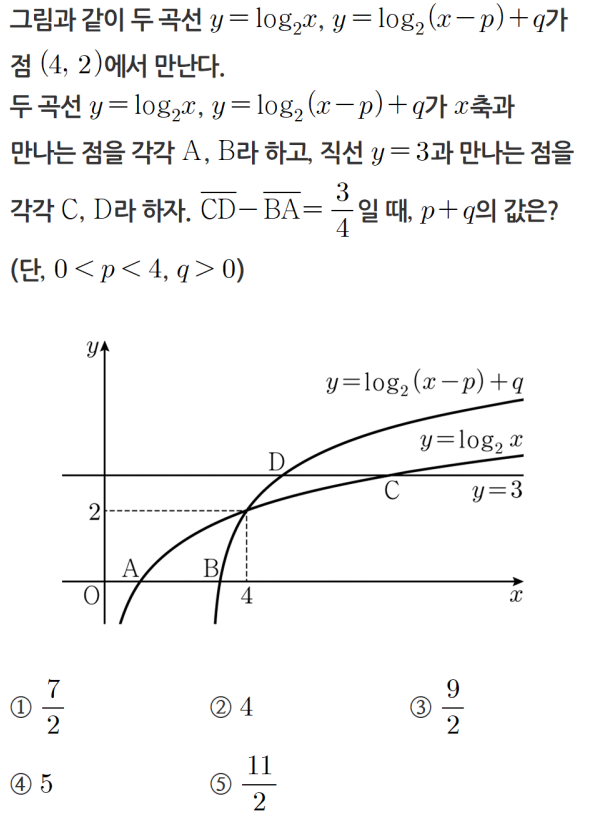 그림과 같이 두 곡선 y=log₂x, y=log₂(x-p)+q가
점 (4, 2)에서 만난다.
두 곡선 y=log₂x, y=log₂(x-p)+q가 x축과
만나는 점을 각각 A, B라 하고, 직선 y=3과 만나는 점을
각각 C, D라 하자. C̅D̅-B̅A̅=3/4일 때, p+q의 값은?
(단, 0<p<4, q>0)
y
y=log₂(x-p)+q
y=log₂ x
D
C
y=3
2
A
B
O
4
x
① 7/2 ② 4 ③ 9/2
④ 5 ⑤ 11/2